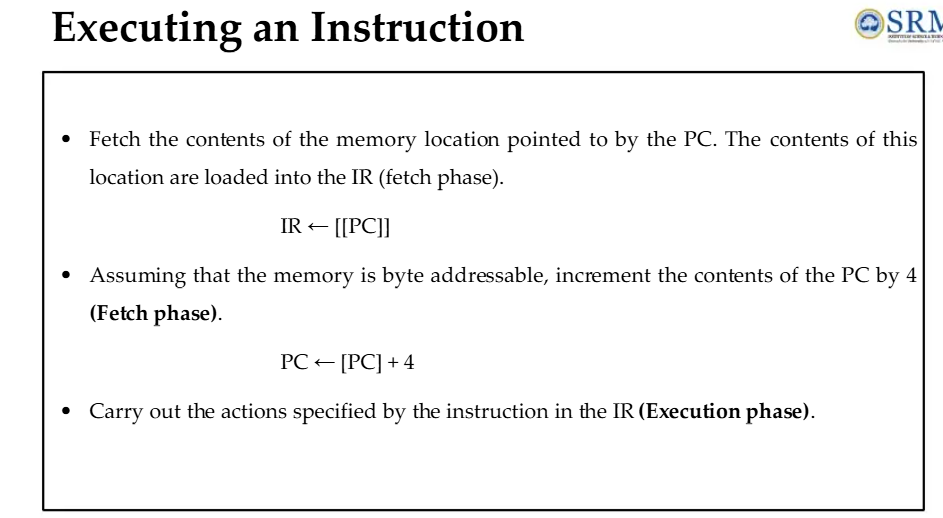 Executing an Instruction
SRM
• Fetch the contents of the memory location pointed to by the PC. The contents of this
location are loaded into the IR (fetch phase).
IR ← [[PC]]
• Assuming that the memory is byte addressable, increment the contents of the PC by 4
(Fetch phase).
PC ← [PC] + 4
• Carry out the actions specified by the instruction in the IR (Execution phase).